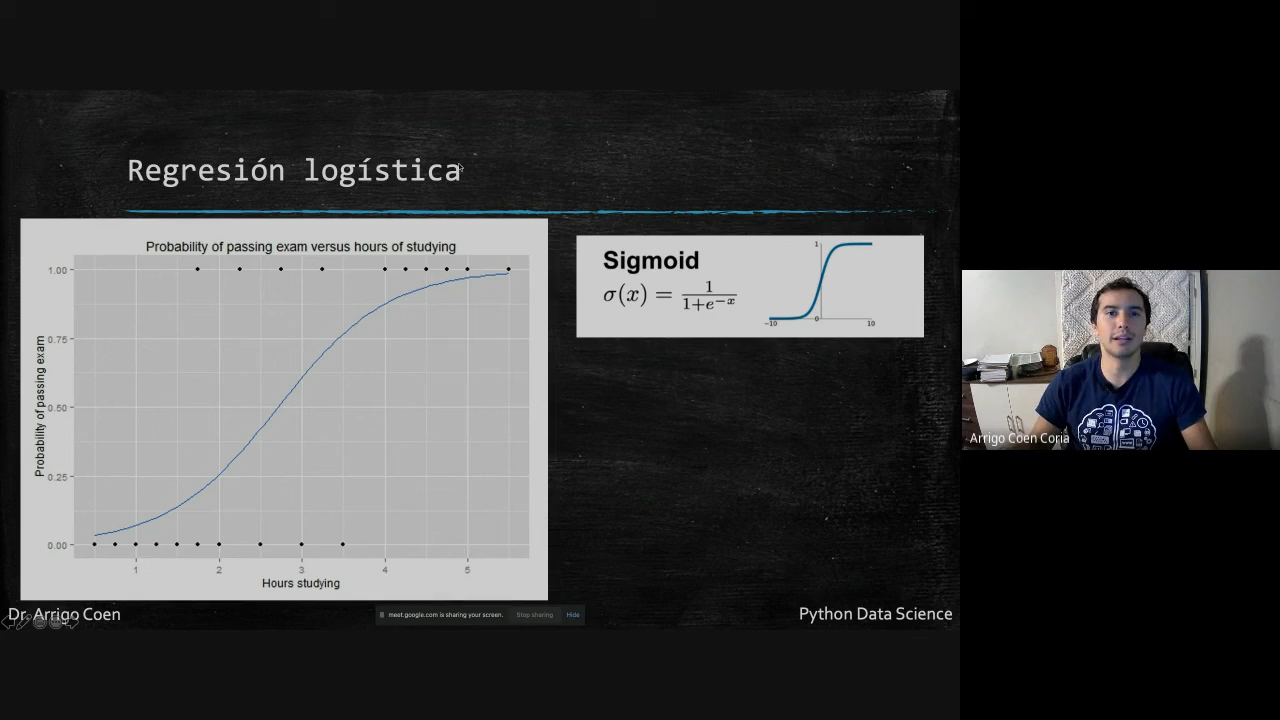 Regresión logística
Probability of passing exam versus hours of studying
1.00
0.75
0.50
0.25
0.00
Probability of passing exam
1
2
3
4
5
Hours studying
Sigmoid
σ(x) = 1 / (1+e^−x)
1
0
−10
10
Arrigo Coen Coria
Dr. Arrigo Coen
meet.google.com is sharing your screen.
Stop sharing
Hide
Python Data Science